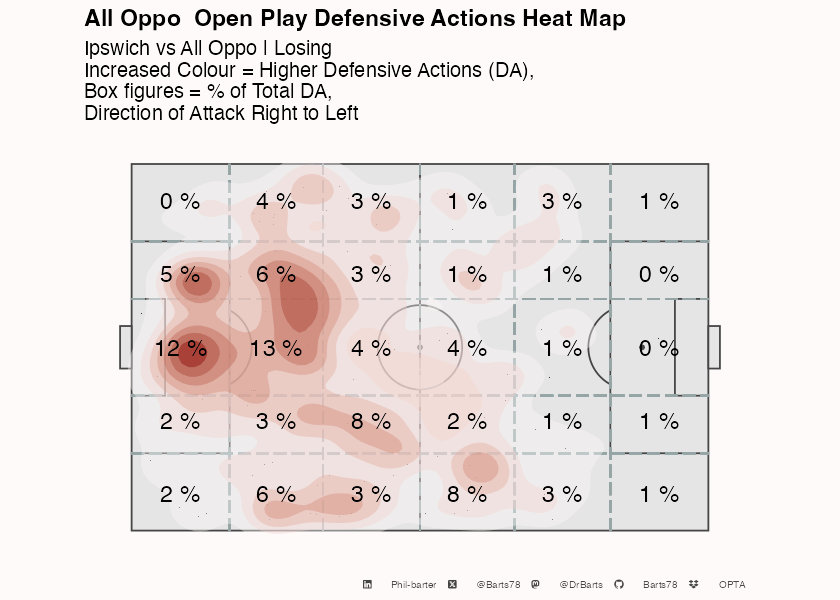 All Oppo  Open Play Defensive Actions Heat Map
Ipswich vs All Oppo I Losing
Increased Colour = Higher Defensive Actions (DA),
Box figures = % of Total DA,
Direction of Attack Right to Left
0 % 4 % 3 % 1 % 3 % 1 %
5 % 6 % 3 % 1 % 1 % 0 %
12 % 13 % 4 % 4 % 1 % 0 %
2 % 3 % 8 % 2 % 1 % 1 %
2 % 6 % 3 % 8 % 3 % 1 %
Phil-barter @Barts78 @DrBarts Barts78 OPTA